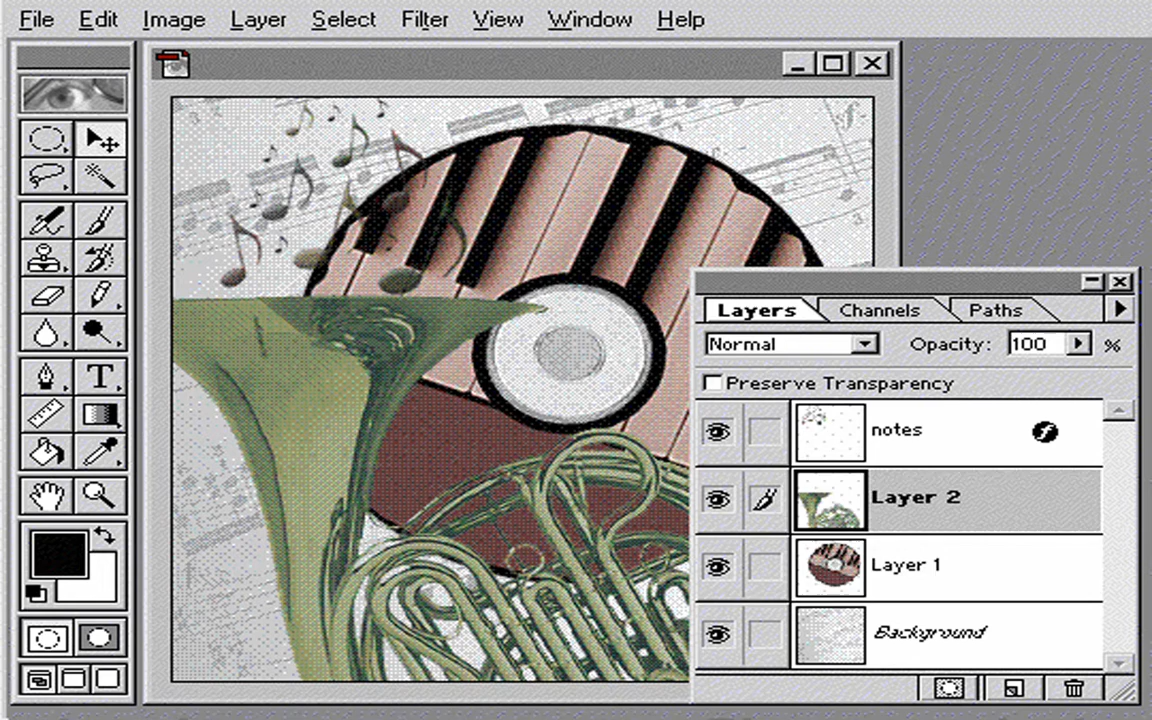 File Edit Image Layer Select Filter View Window Help
Layers Channels Paths
Normal Opacity: 100 %
Preserve Transparency
notes
Layer 2
Layer 1
Background
T
3